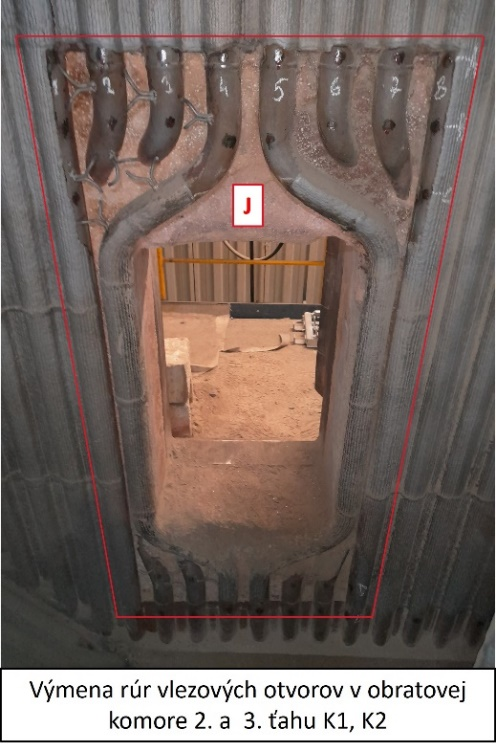 1 2 3 4 5 6 7 8
J
Výmena rúr vlezových otvorov v obratovej
komore 2. a 3. ťahu K1, K2